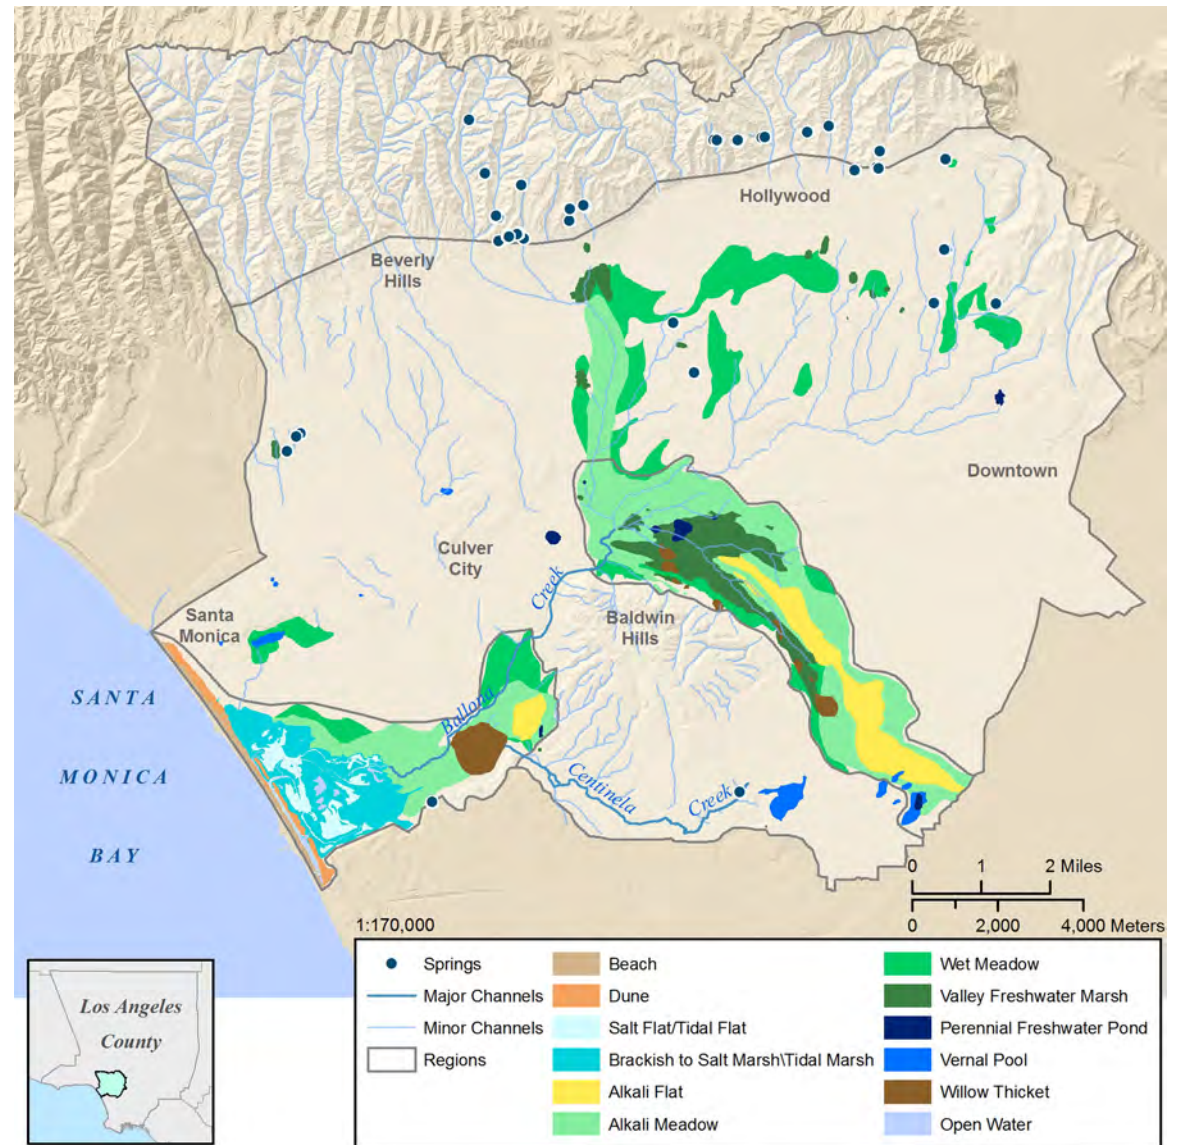 Hollywood
Beverly
Hills
Downtown
Culver
City
Creek
Santa
Monica
Baldwin
Hills
SANTA
MONICA
BAY
Ballona
Centinela
Creek
0 1 2 Miles
0 2,000 4,000 Meters
1:170,000
Los Angeles
County
Springs
Major Channels
Minor Channels
Regions
Beach
Dune
Salt Flat/Tidal Flat
Brackish to Salt Marsh\Tidal Marsh
Alkali Flat
Alkali Meadow
Wet Meadow
Valley Freshwater Marsh
Perennial Freshwater Pond
Vernal Pool
Willow Thicket
Open Water